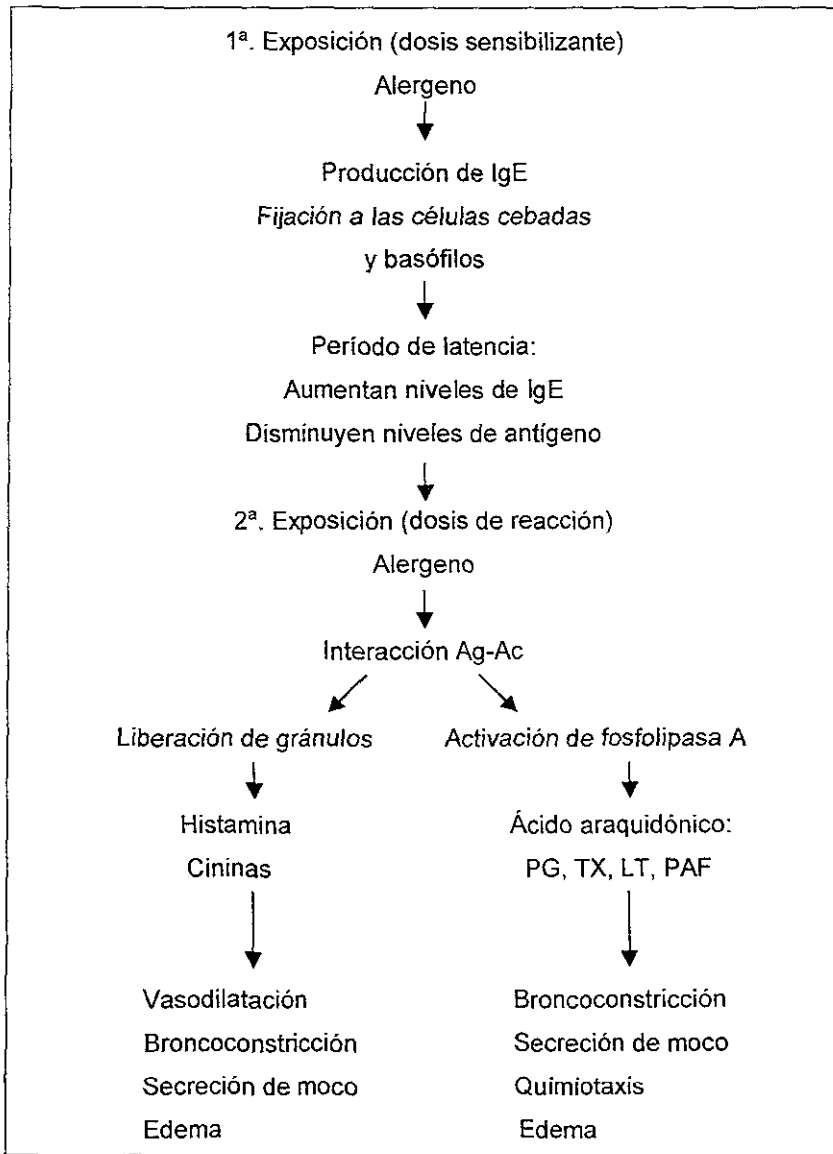 1ª. Exposición (dosis sensibilizante)
Alergeno
Producción de IgE
Fijación a las células cebadas
y basófilos
Período de latencia:
Aumentan niveles de IgE
Disminuyen niveles de antígeno
2ª. Exposición (dosis de reacción)
Alergeno
Interacción Ag-Ac
Liberación de gránulos
Histamina
Cininas
Vasodilatación
Broncoconstricción
Secreción de moco
Edema
Activación de fosfolipasa A
Ácido araquidónico:
PG, TX, LT, PAF
Broncoconstricción
Secreción de moco
Quimiotaxis
Edema